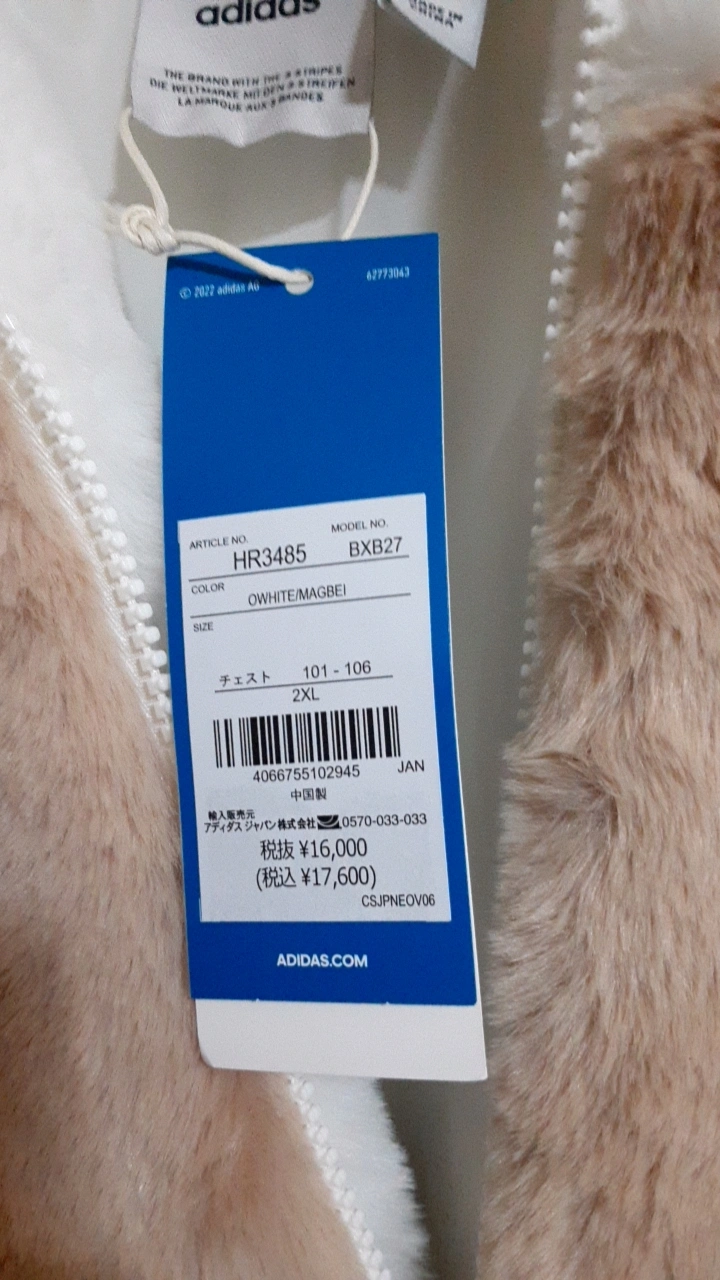 adidas
MADE IN
CHINA
THE BRAND WITH THE 3 STRIPES
DIE WELTMARKE MIT DEN 3 STREIFEN
LA MARQUE AUX 3 BANDES
© 2022 adidas AG 62773043
ARTICLE NO. MODEL NO.
HR3485 BXB27
COLOR
OWHITE/MAGBEI
SIZE
チェスト 101 - 106
2XL
4066755102945 JAN
中国製
輸入販売元
アディダス ジャパン株式会社 0570-033-033
税抜 ¥16,000
(税込 ¥17,600)
CSJPNEOV06
ADIDAS.COM